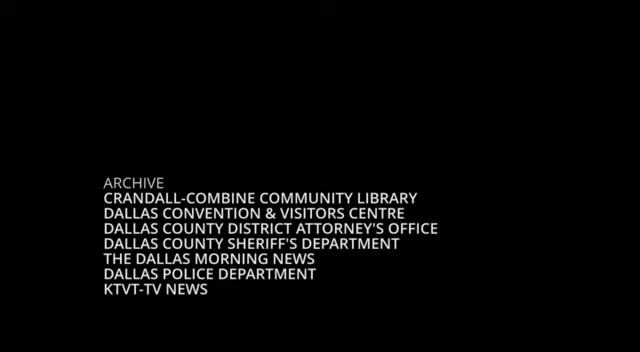 ARCHIVE
CRANDALL-COMBINE COMMUNITY LIBRARY
DALLAS CONVENTION & VISITORS CENTRE
DALLAS COUNTY DISTRICT ATTORNEY'S OFFICE
DALLAS COUNTY SHERIFF'S DEPARTMENT
THE DALLAS MORNING NEWS
DALLAS POLICE DEPARTMENT
KTVT-TV NEWS